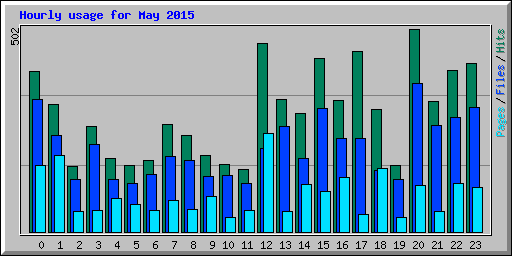 Hourly usage for May 2015
502
Pages/Files/Hits
0 1 2 3 4 5 6 7 8 9 10 11 12 13 14 15 16 17 18 19 20 21 22 23